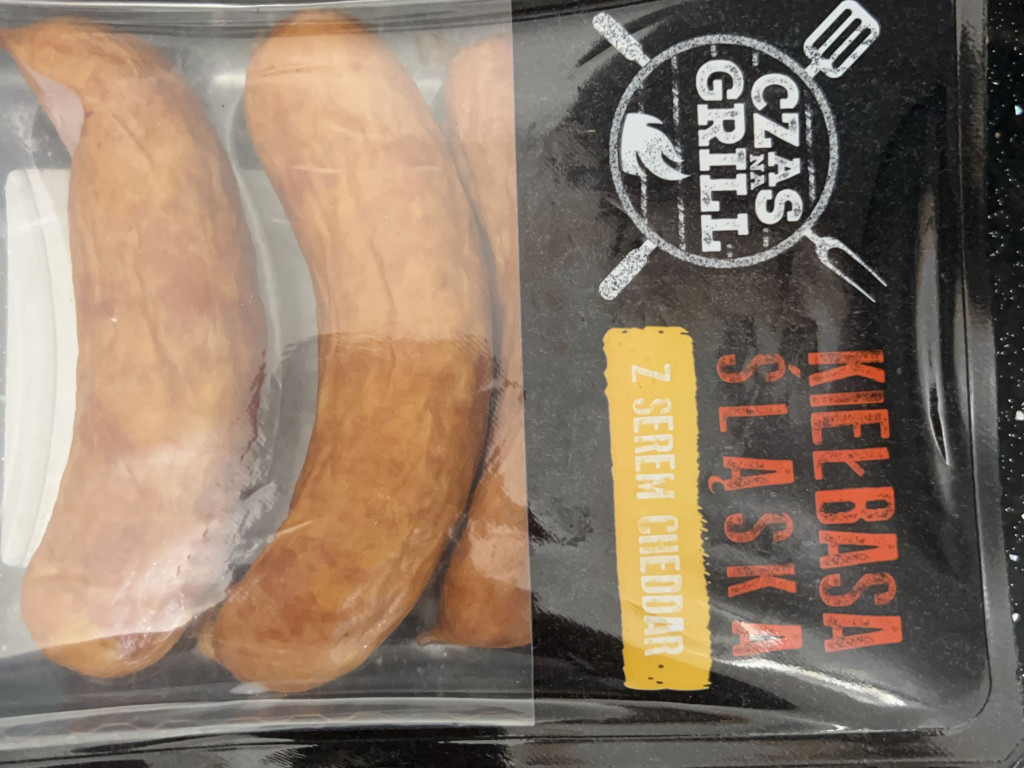 CZAS
NA
GRILL
KIEŁBASA
ŚLĄSKA
Z SEREM CHEDDAR